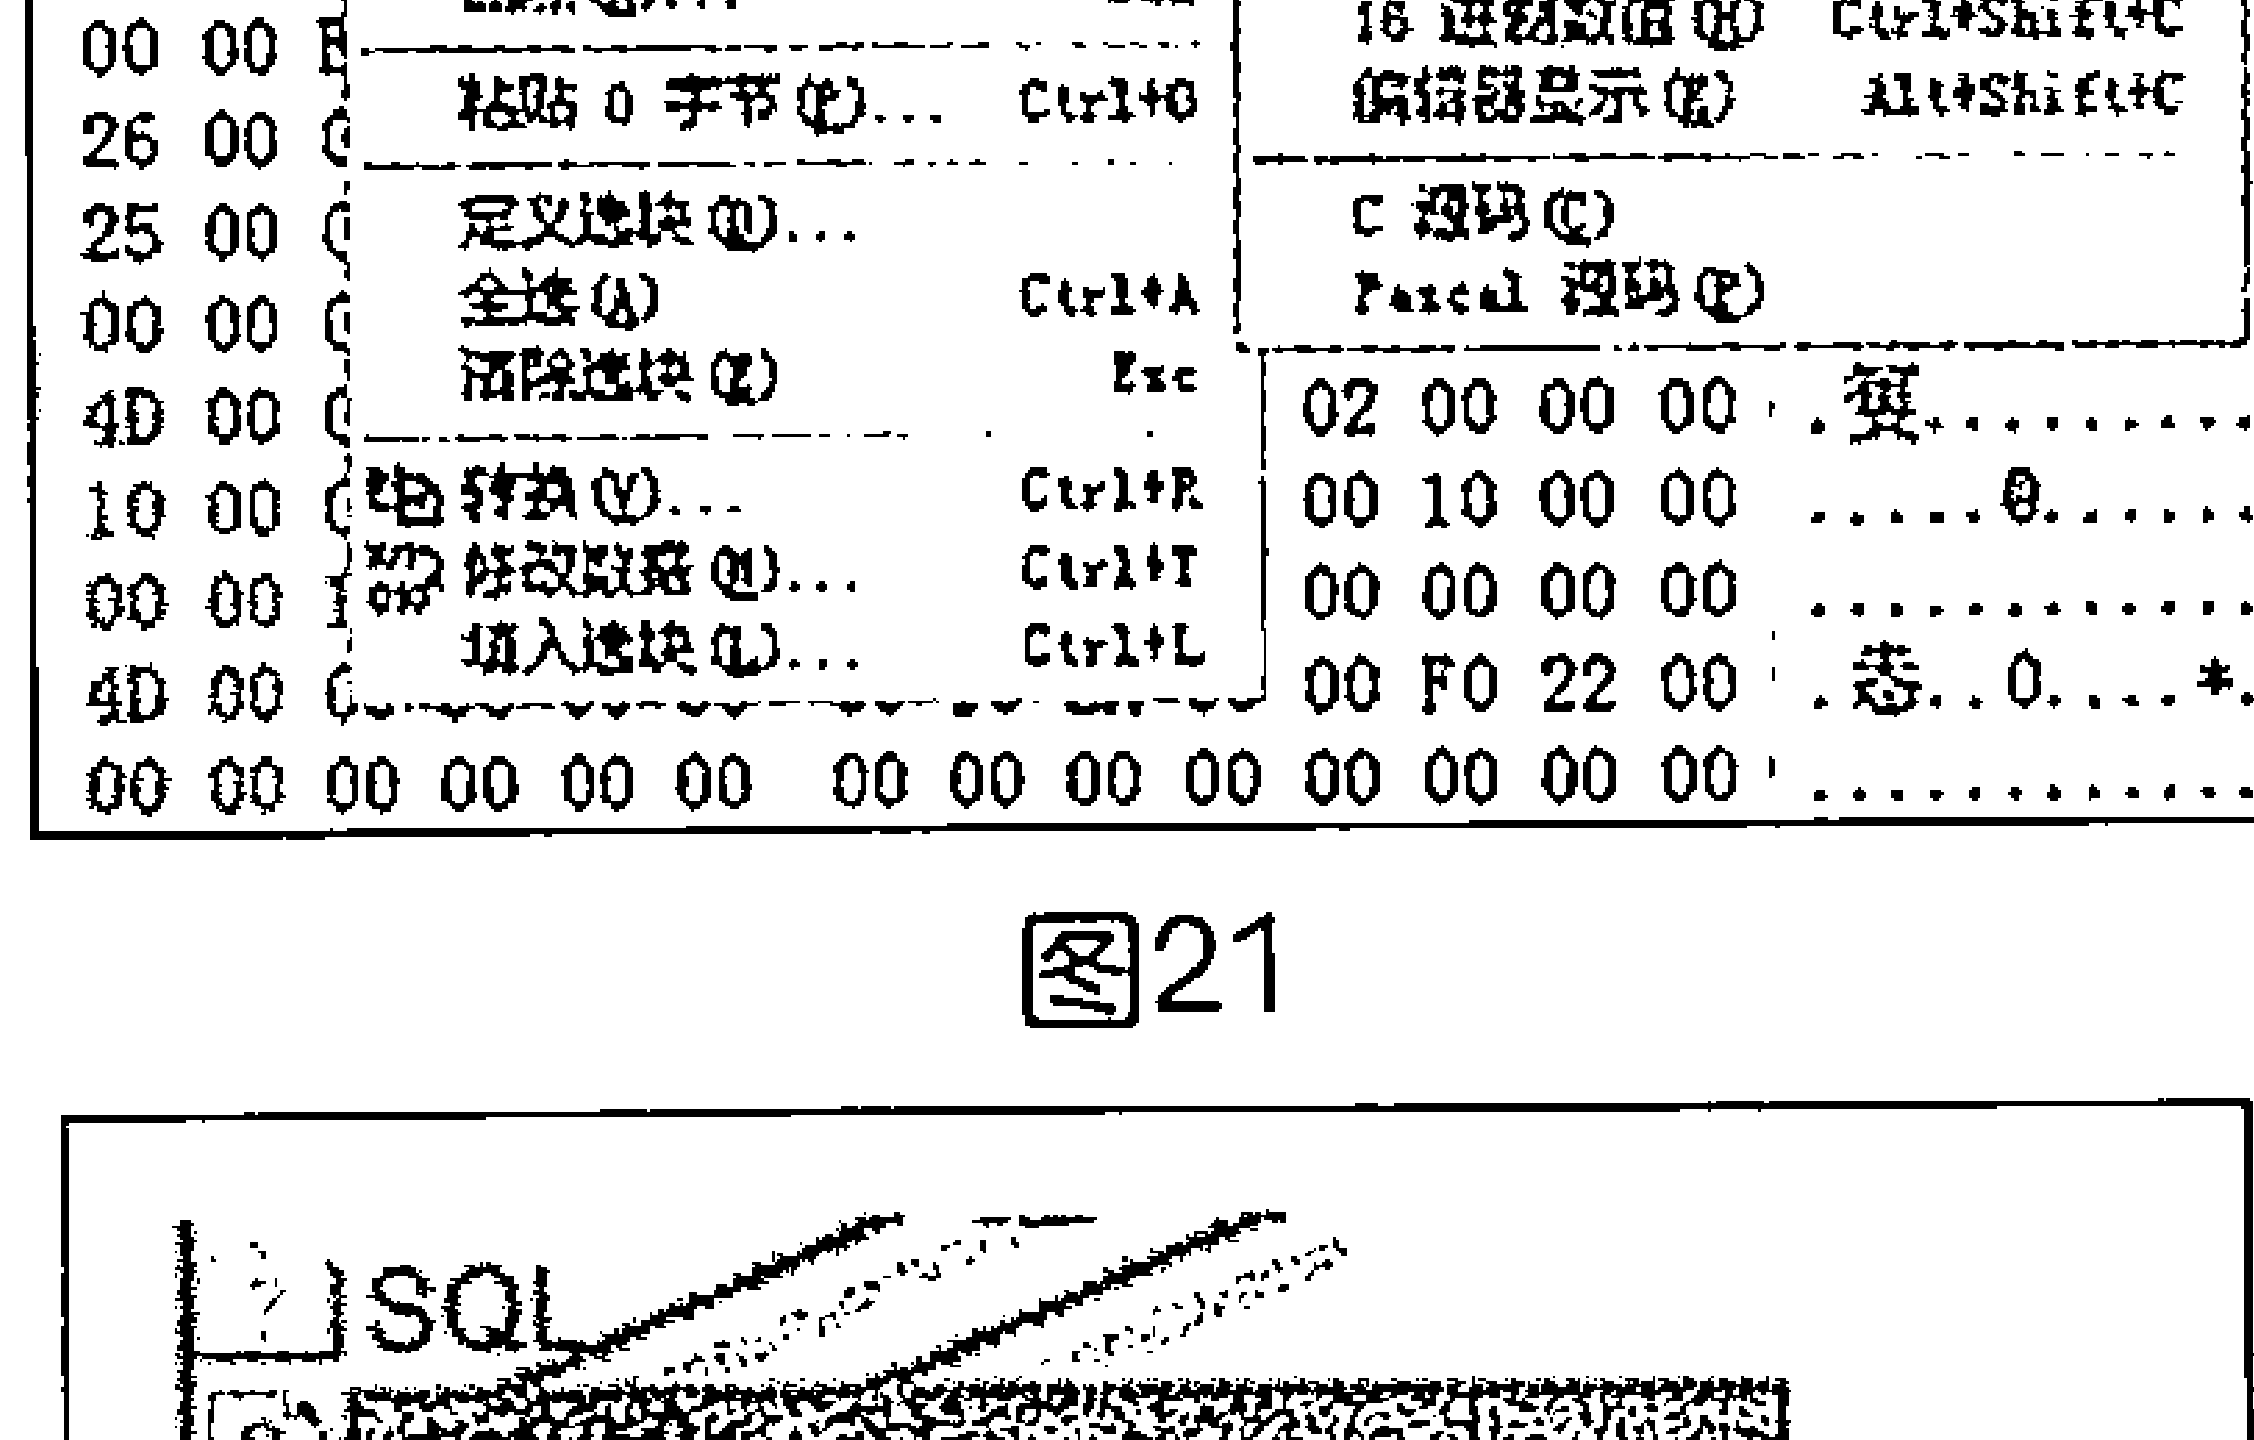 00 00
16 进制数值(H) Ctrl+Shift+C
粘贴 0 字节(P)... Ctrl+O
编辑器显示(E) Alt+Shift+C
26 00
25 00
定义选块(D)...
C 源码(C)
00 00
全选(A) Ctrl+A
Pascal 源码(P)
清除选块(E) Esc
4D 00
02 00 00 00
10 00
转换(V)... Ctrl+R
00 10 00 00
00 00
修改数据(M)... Ctrl+T
00 00 00 00
填入选块(L)... Ctrl+L
4D 00
00 F0 22 00
00 00 00 00 00 00 00 00 00 00 00 00 00 00
图21
SQL